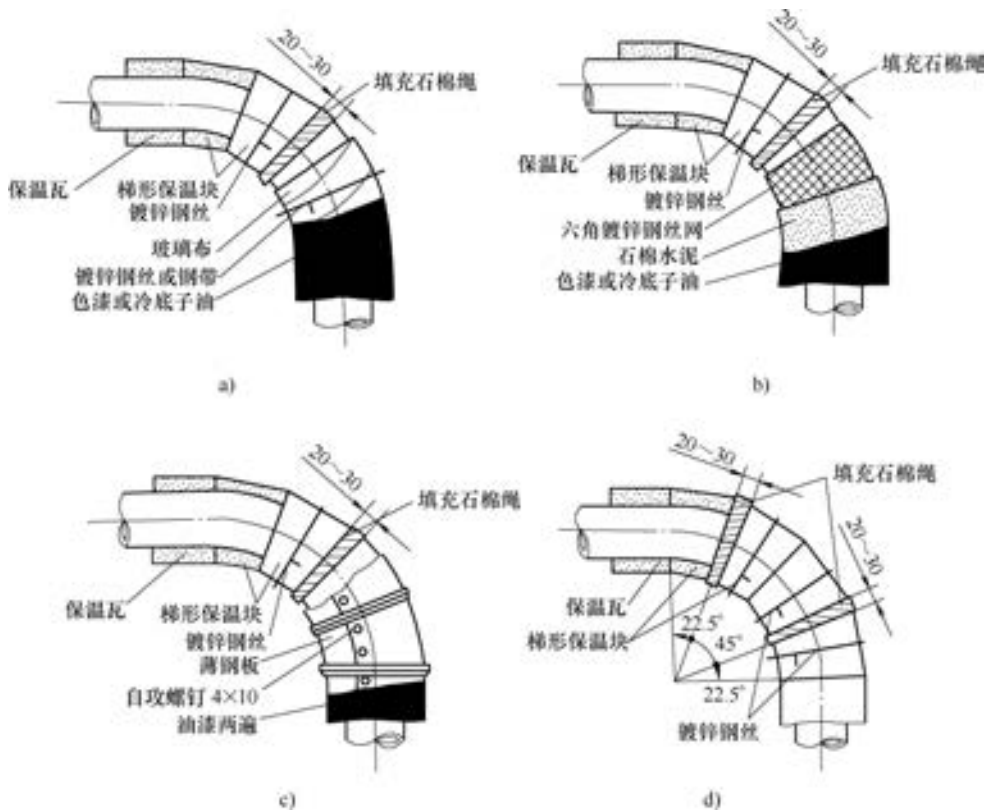 20～30
填充石棉绳
保温瓦
梯形保温块
镀锌钢丝
玻璃布
镀锌钢丝或钢带
色漆或冷底子油
a)
20～30
填充石棉绳
保温瓦
梯形保温块
镀锌钢丝
六角镀锌钢丝网
石棉水泥
色漆或冷底子油
b)
20～30
填充石棉绳
保温瓦
梯形保温块
镀锌钢丝
薄钢板
自攻螺钉 4×10
油漆两遍
c)
20～30
填充石棉绳
20～30
保温瓦
梯形保温块
22.5°
45°
22.5°
镀锌钢丝
d)